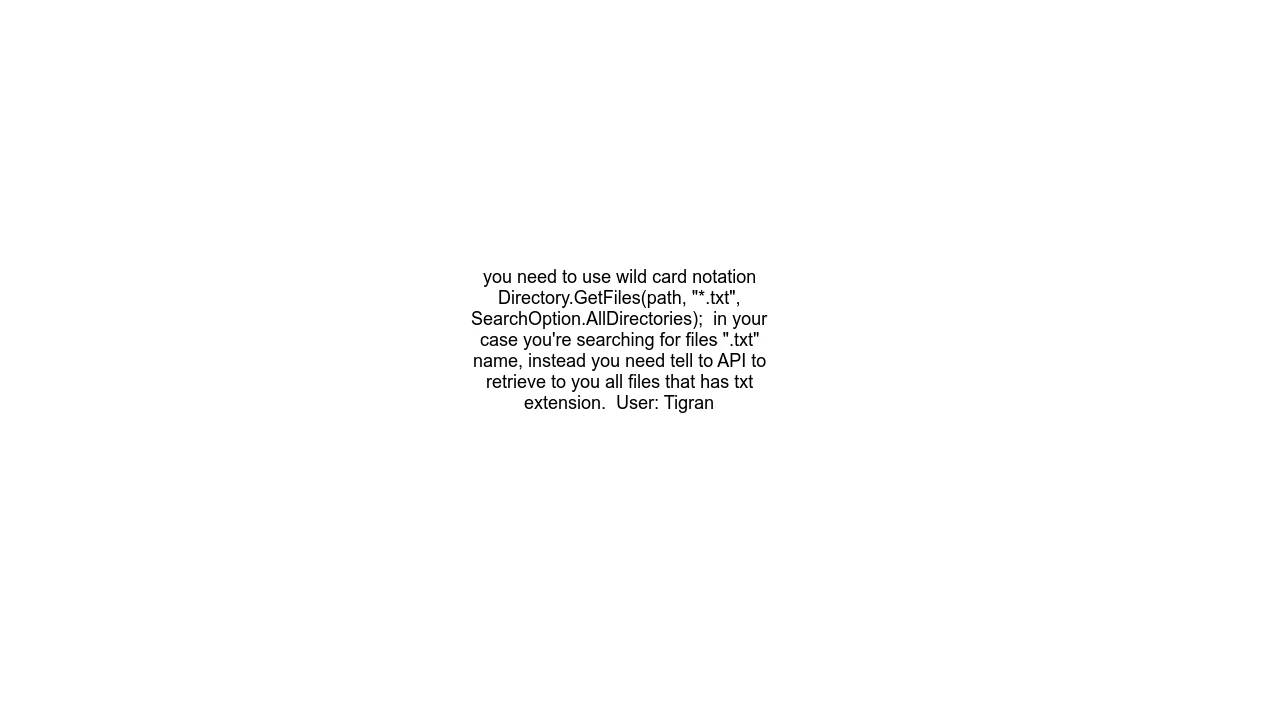 you need to use wild card notation
Directory.GetFiles(path, "*.txt",
SearchOption.AllDirectories);  in your
case you're searching for files ".txt"
name, instead you need tell to API to
retrieve to you all files that has txt
extension.  User: Tigran